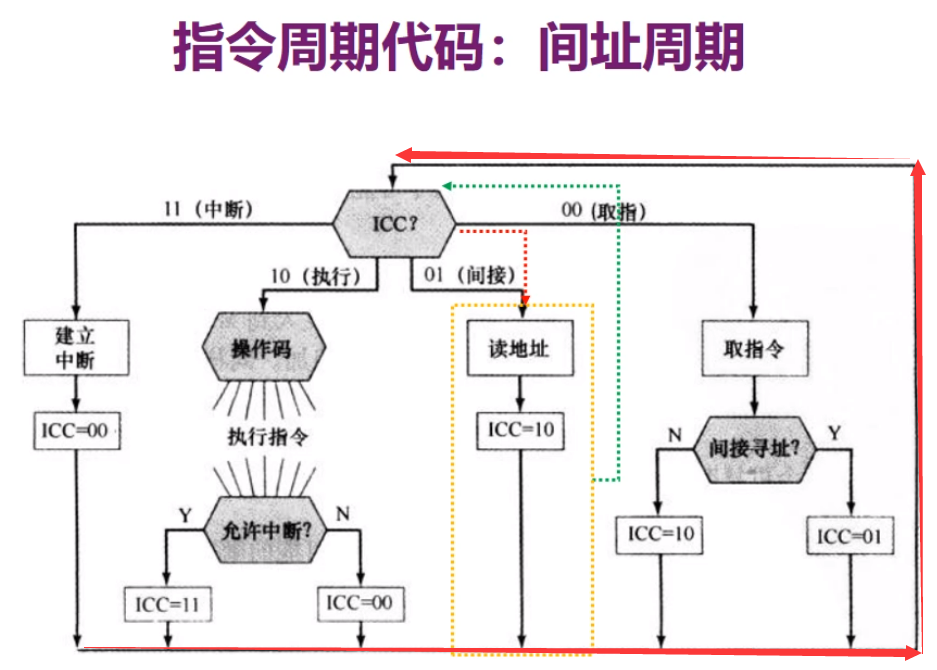 指令周期代码：间址周期
ICC？
11（中断）
00 (取指)
10（执行）
01（间接）
建立
中断
操作码
读地址
取指令
ICC=00
执行指令
ICC=10
N
间接寻址？
Y
Y
允许中断？
N
ICC=10
ICC=01
ICC=11
ICC=00